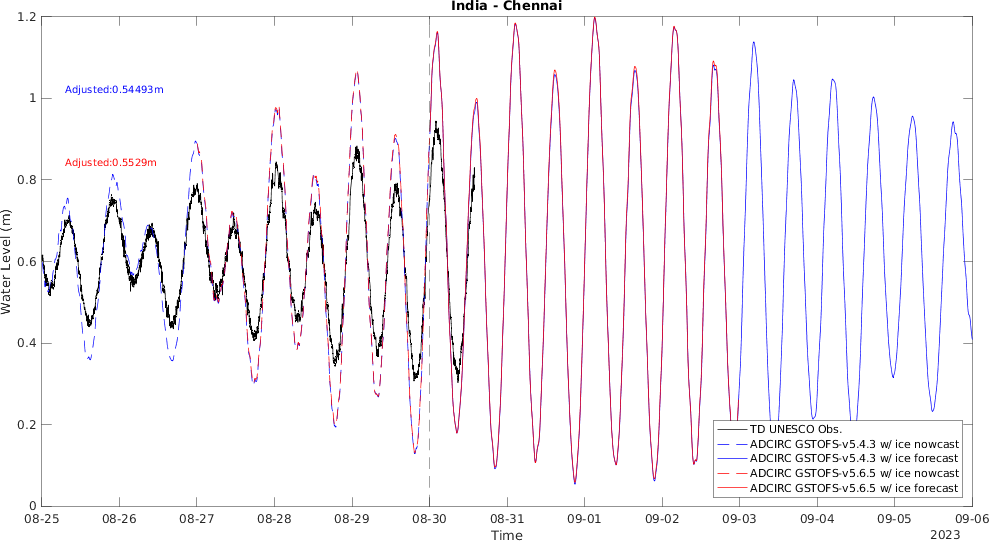 India - Chennai
Water Level (m)
1.2
1
0.8
0.6
0.4
0.2
0
Adjusted:0.54493m
Adjusted:0.5529m
TD UNESCO Obs.
ADCIRC GSTOFS-v5.4.3 w/ ice nowcast
ADCIRC GSTOFS-v5.4.3 w/ ice forecast
ADCIRC GSTOFS-v5.6.5 w/ ice nowcast
ADCIRC GSTOFS-v5.6.5 w/ ice forecast
08-25 08-26 08-27 08-28 08-29 08-30 08-31 09-01 09-02 09-03 09-04 09-05 09-06
Time
2023